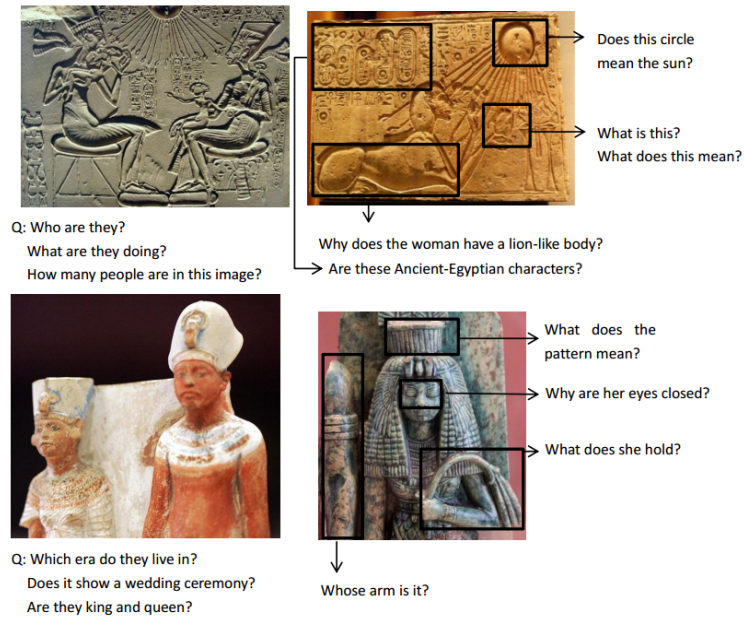 Does this circle
mean the sun?
What is this?
What does this mean?
Q: Who are they?
What are they doing?
How many people are in this image?
Why does the woman have a lion-like body?
Are these Ancient-Egyptian characters?
What does the
pattern mean?
Why are her eyes closed?
What does she hold?
Q: Which era do they live in?
Does it show a wedding ceremony?
Are they king and queen?
Whose arm is it?